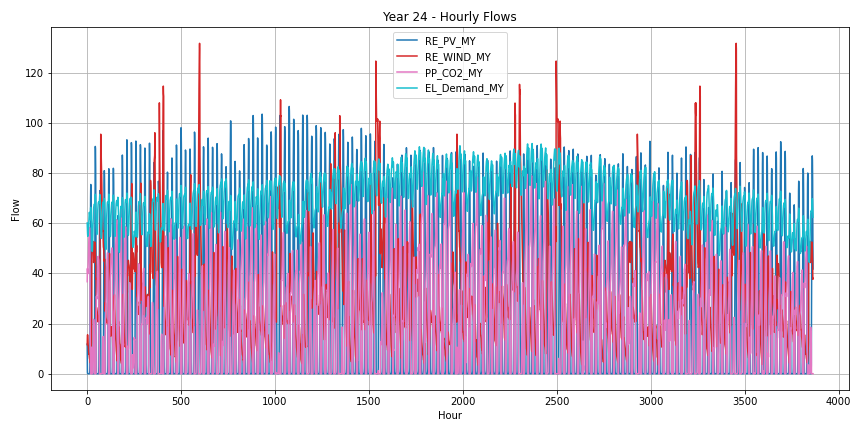 Year 24 - Hourly Flows
RE_PV_MY
RE_WIND_MY
PP_CO2_MY
EL_Demand_MY
Flow
120
100
80
60
40
20
0
0 500 1000 1500 2000 2500 3000 3500 4000
Hour